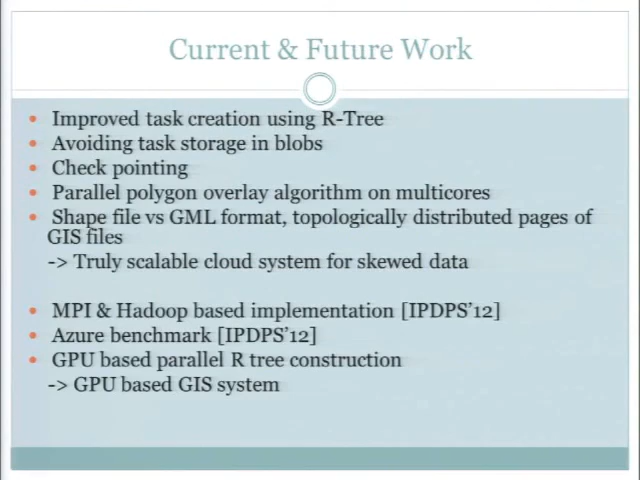 Current & Future Work
Improved task creation using R-Tree
Avoiding task storage in blobs
Check pointing
Parallel polygon overlay algorithm on multicores
Shape file vs GML format, topologically distributed pages of
GIS files
-> Truly scalable cloud system for skewed data
MPI & Hadoop based implementation [IPDPS'12]
Azure benchmark [IPDPS'12]
GPU based parallel R tree construction
-> GPU based GIS system